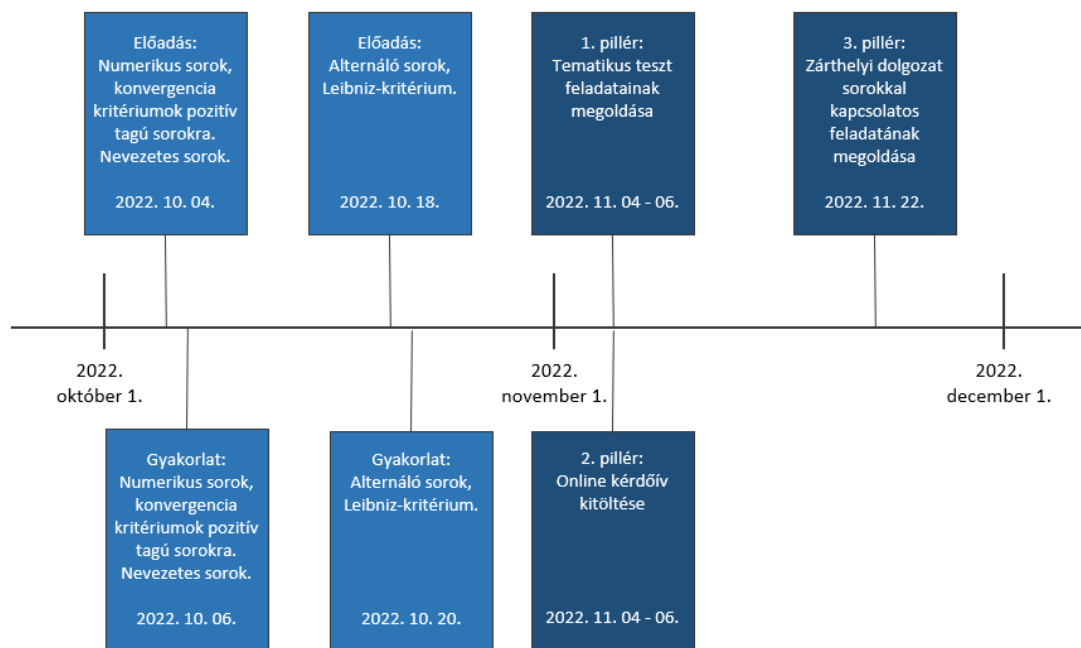 Előadás:
Numerikus sorok,
konvergencia
kritériumok pozitív
tagú sorokra.
Nevezetes sorok.
2022. 10. 04.
Előadás:
Alternáló sorok,
Leibniz-kritérium.
2022. 10. 18.
1. pillér:
Tematikus teszt
feladatainak
megoldása
2022. 11. 04 - 06.
3. pillér:
Zárthelyi dolgozat
sorokkal
kapcsolatos
feladatának
megoldása
2022. 11. 22.
2022.
október 1.
2022.
november 1.
2022.
december 1.
Gyakorlat:
Numerikus sorok,
konvergencia
kritériumok pozitív
tagú sorokra.
Nevezetes sorok.
2022. 10. 06.
Gyakorlat:
Alternáló sorok,
Leibniz-kritérium.
2022. 10. 20.
2. pillér:
Online kérdőív
kitöltése
2022. 11. 04 - 06.